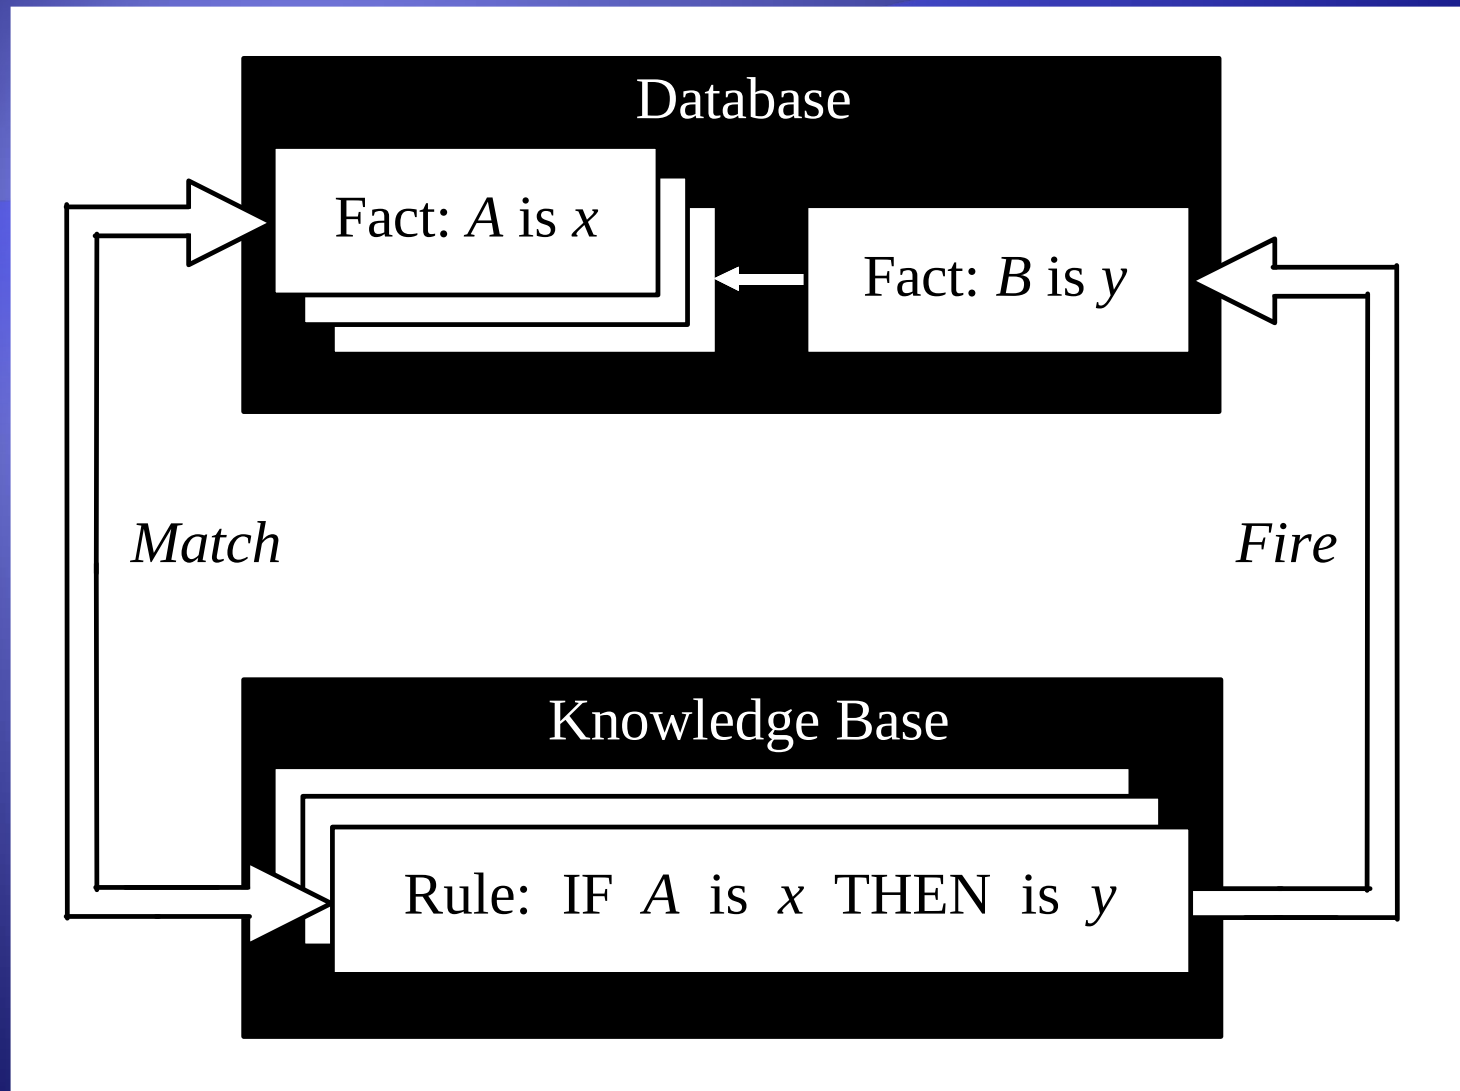 Database
Fact: A is x
Fact: B is y
Match
Fire
Knowledge Base
Rule: IF A is x THEN is y